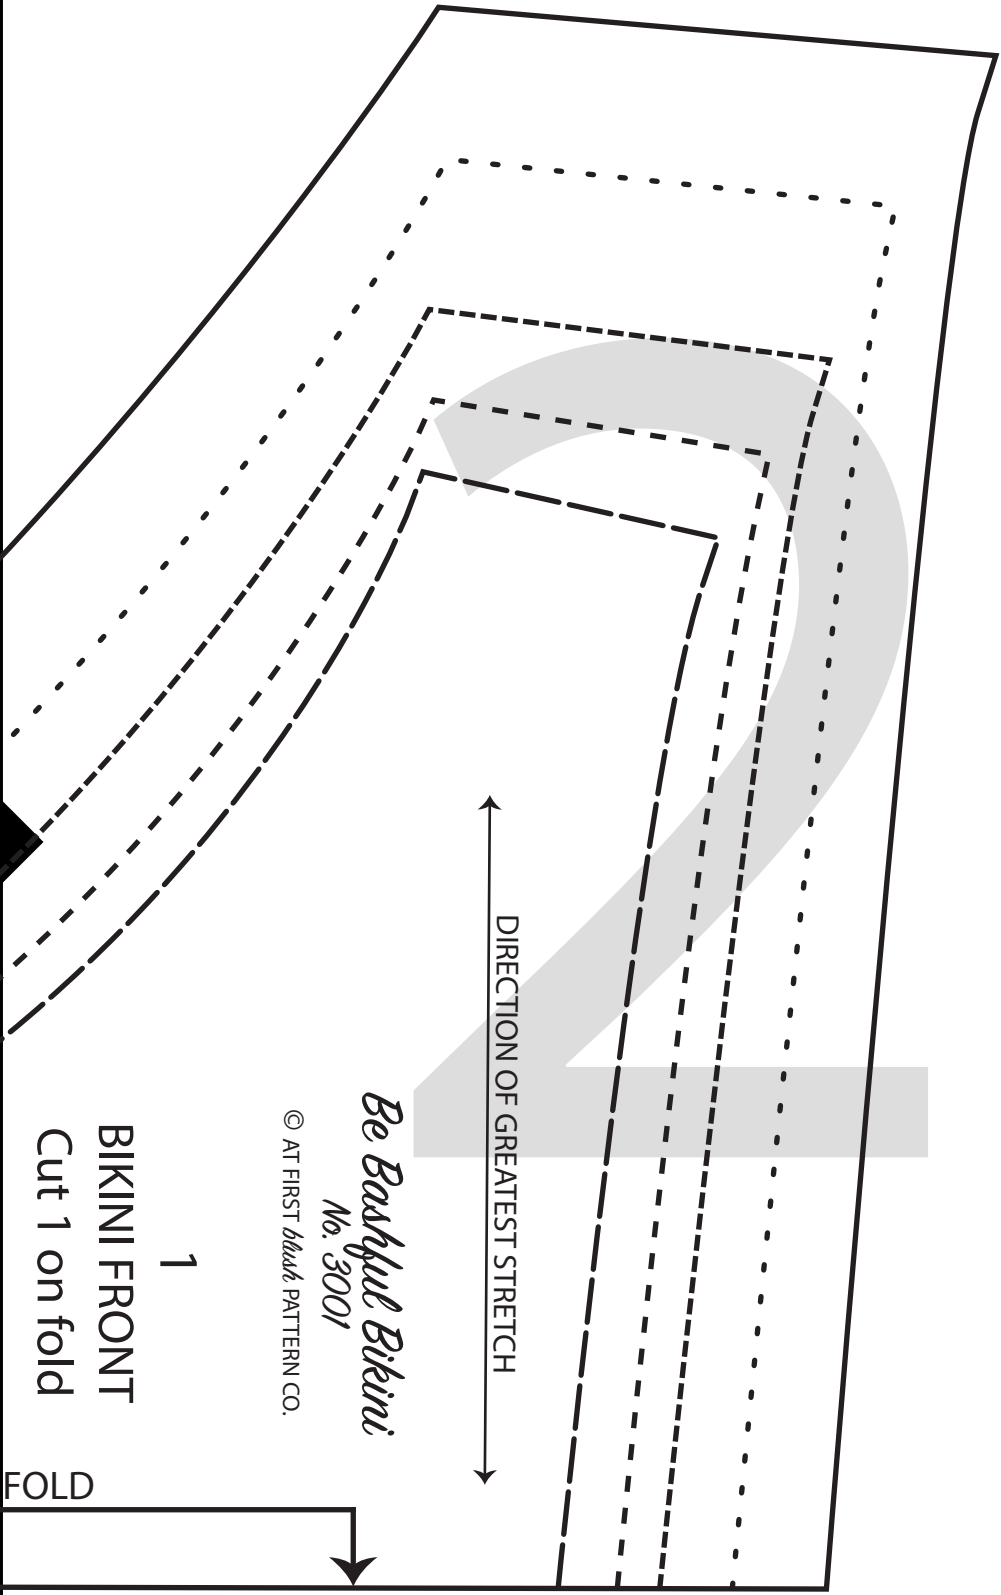 2
DIRECTION OF GREATEST STRETCH
Be Bashful Bikini
No. 3001
© AT FIRST blush PATTERN CO.
1
BIKINI FRONT
Cut 1 on fold
FOLD